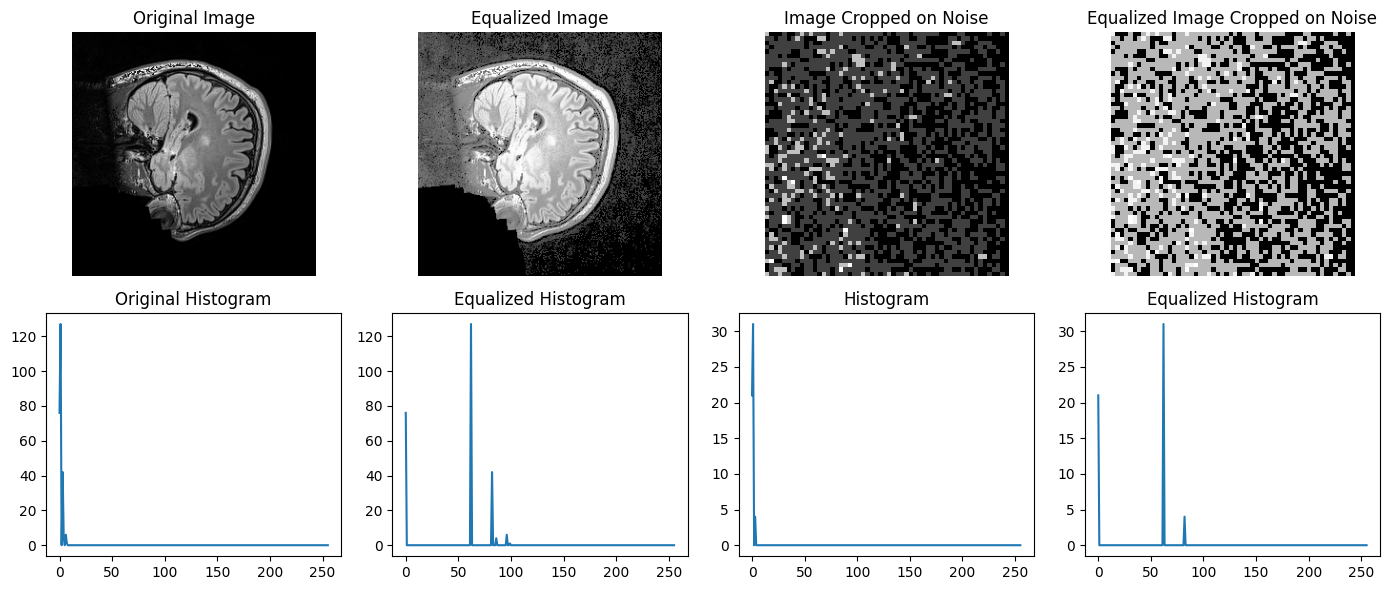 Original Image
Equalized Image
Image Cropped on Noise
Equalized Image Cropped on Noise
Original Histogram
120
100
80
60
40
20
0
0 50 100 150 200 250
Equalized Histogram
120
100
80
60
40
20
0
0 50 100 150 200 250
Histogram
30
25
20
15
10
5
0
0 50 100 150 200 250
Equalized Histogram
30
25
20
15
10
5
0
0 50 100 150 200 250